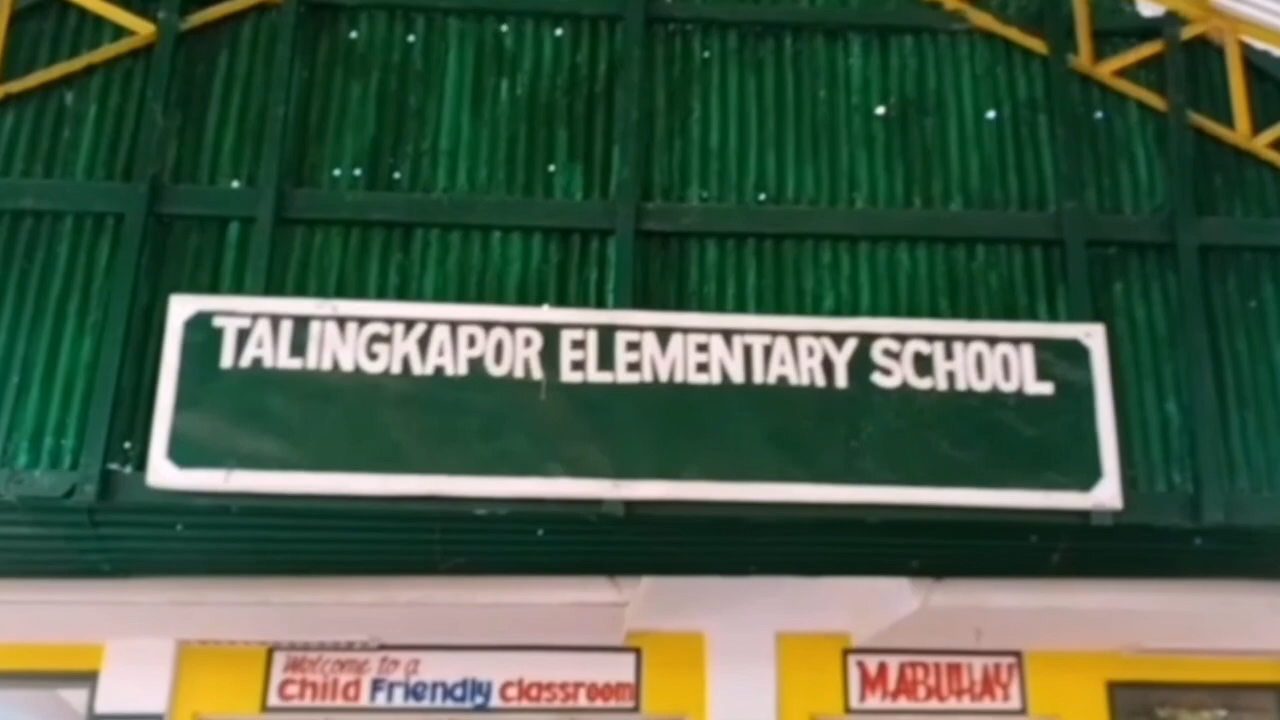 TALINGKAPOR ELEMENTARY SCHOOL
Welcome to a
Child Friendly classroom
MABUHAY